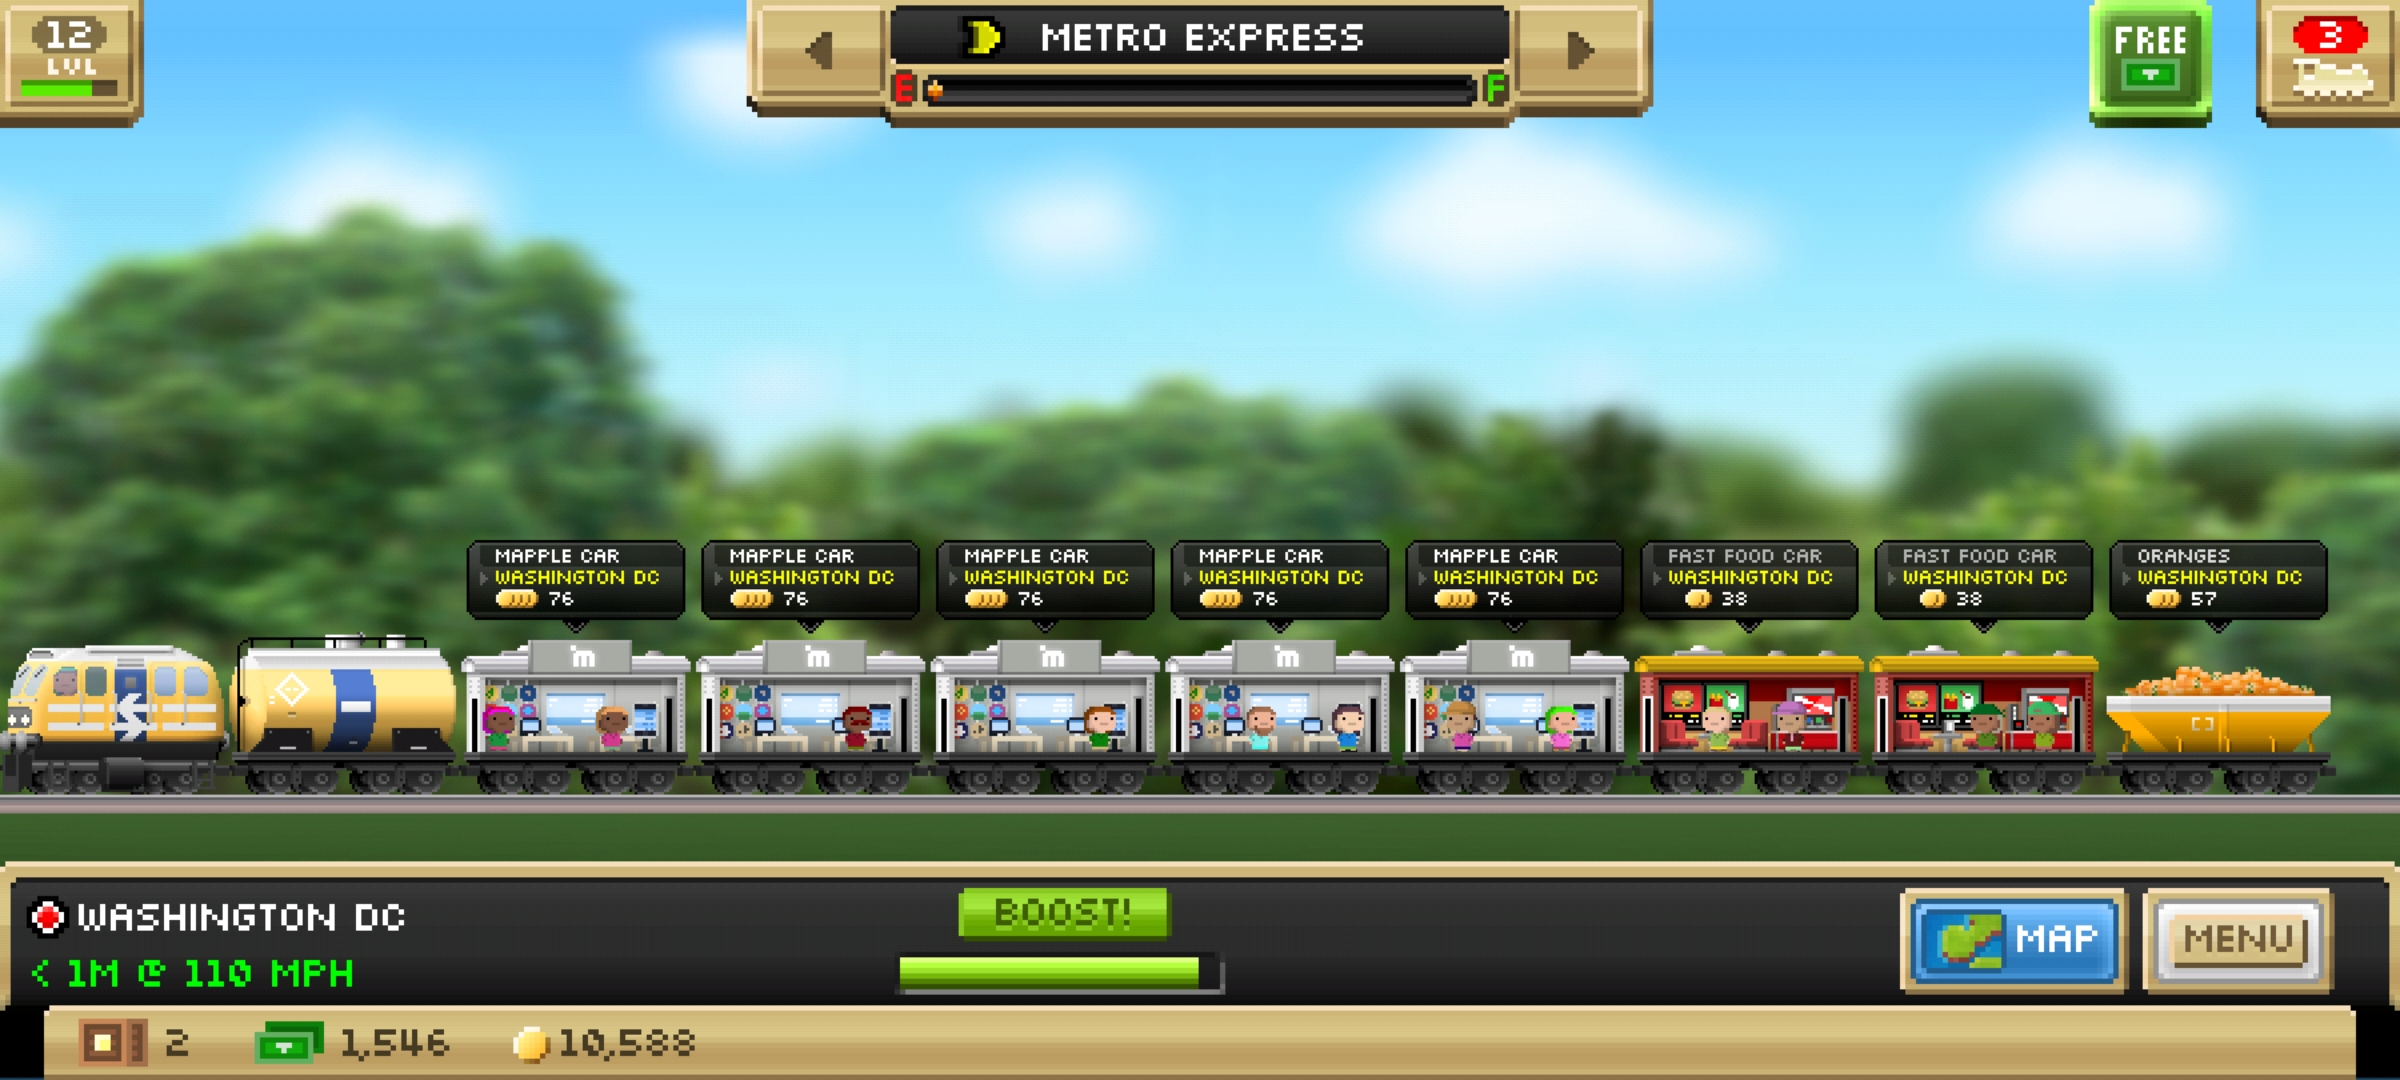 12
LVL
METRO EXPRESS
E F
FREE
3
MAPPLE CAR
WASHINGTON DC
76
MAPPLE CAR
WASHINGTON DC
76
MAPPLE CAR
WASHINGTON DC
76
MAPPLE CAR
WASHINGTON DC
76
MAPPLE CAR
WASHINGTON DC
76
FAST FOOD CAR
WASHINGTON DC
38
FAST FOOD CAR
WASHINGTON DC
38
ORANGES
WASHINGTON DC
57
m
m
m
m
m
WASHINGTON DC
< 1M @ 110 MPH
BOOST!
MAP
MENU
2
1,546
10,588